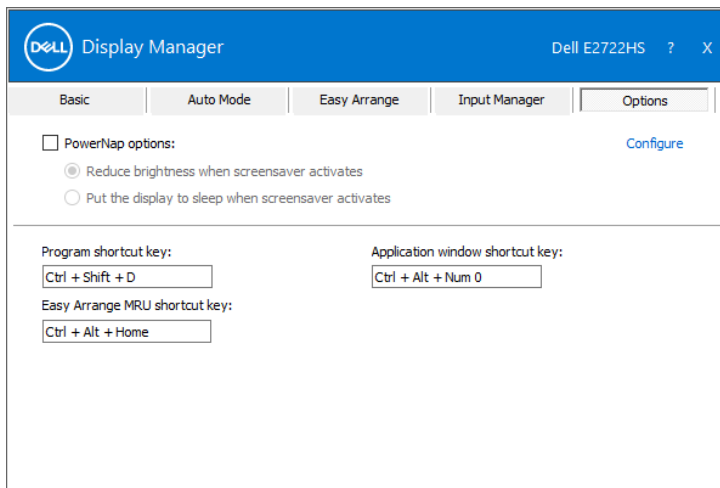 DELL Display Manager Dell E2722HS ? X
Basic Auto Mode Easy Arrange Input Manager Options
PowerNap options: Configure
Reduce brightness when screensaver activates
Put the display to sleep when screensaver activates
Program shortcut key: Application window shortcut key:
Ctrl + Shift + D Ctrl + Alt + Num 0
Easy Arrange MRU shortcut key:
Ctrl + Alt + Home